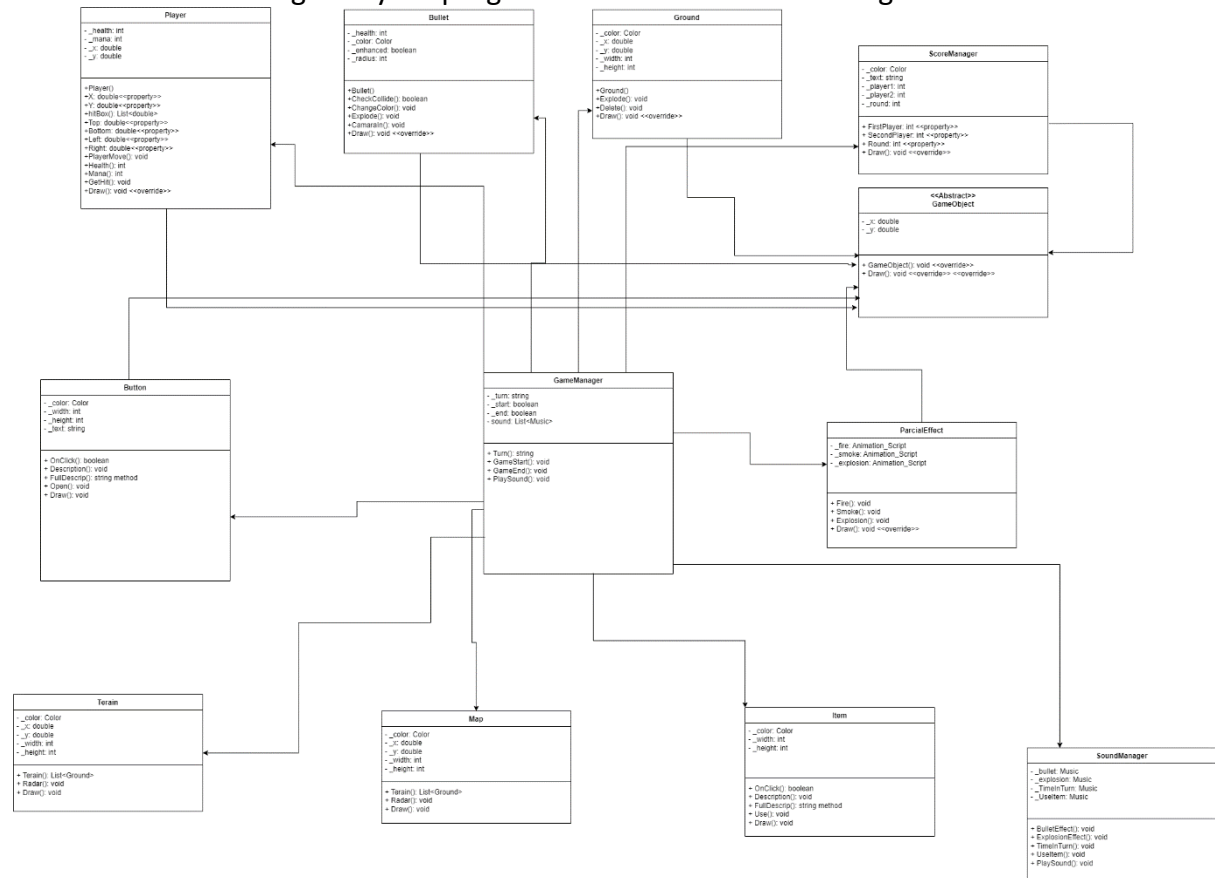 Player
- _health: int
- _mana: int
- _x: double
- _y: double
+Player()
+X: double<<property>>
+Y: double<<property>>
+hitBox(): List<double>
+Top: double<<property>>
+Bottom: double<<property>>
+Left: double<<property>>
+Right: double<<property>>
+PlayerMove(): void
+Health(): int
+Mana(): int
+GetHit(): void
+Draw(): void <<override>>
Bullet
- _health: int
- _color: Color
- _enhanced: boolean
- _radius: int
+Bullet()
+CheckCollide(): boolean
+ChangeColor(): void
+Explode(): void
+CamaraIn(): void
+Draw(): void <<override>>
Ground
- _color: Color
- _x: double
- _y: double
- _width: int
- _height: int
+Ground()
+Explode(): void
+Delete(): void
+Draw(): void <<override>>
ScoreManager
- _color: Color
- _text: string
- _player1: int
- _player2: int
- _round: int
+ FirstPlayer: int <<property>>
+ SecondPlayer: int <<property>>
+ Round: int <<property>>
+ Draw(): void <<override>>
<<Abstract>>
GameObject
- _x: double
- _y: double
+ GameObject(): void <<override>>
+ Draw(): void <<override>> <<override>>
Button
- _color: Color
- _width: int
- _height: int
- _text: string
+ OnClick(): boolean
+ Description(): void
+ FullDescrip(): string method
+ Open(): void
+ Draw(): void
GameManager
- _turn: string
- _start: boolean
- _end: boolean
- sound: List<Music>
+ Turn(): string
+ GameStart(): void
+ GameEnd(): void
+ PlaySound(): void
ParcialEffect
- _fire: Animation_Script
- _smoke: Animation_Script
- _explosion: Animation_Script
+ Fire(): void
+ Smoke(): void
+ Explosion(): void
+ Draw(): void <<override>>
Terain
- _color: Color
- _x: double
- _y: double
- _width: int
- _height: int
+ Terain(): List<Ground>
+ Radar(): void
+ Draw(): void
Map
- _color: Color
- _x: double
- _y: double
- _width: int
- _height: int
+ Terain(): List<Ground>
+ Radar(): void
+ Draw(): void
Item
- _color: Color
- _width: int
- _height: int
+ OnClick(): boolean
+ Description(): void
+ FullDescrip(): string method
+ Use(): void
+ Draw(): void
SoundManager
- _bullet: Music
- _explosion: Music
- _TimeInTurn: Music
- _UseItem: Music
+ BulletEffect(): void
+ ExplosionEffect(): void
+ TimeInTurn(): void
+ UseItem(): void
+ PlaySound(): void